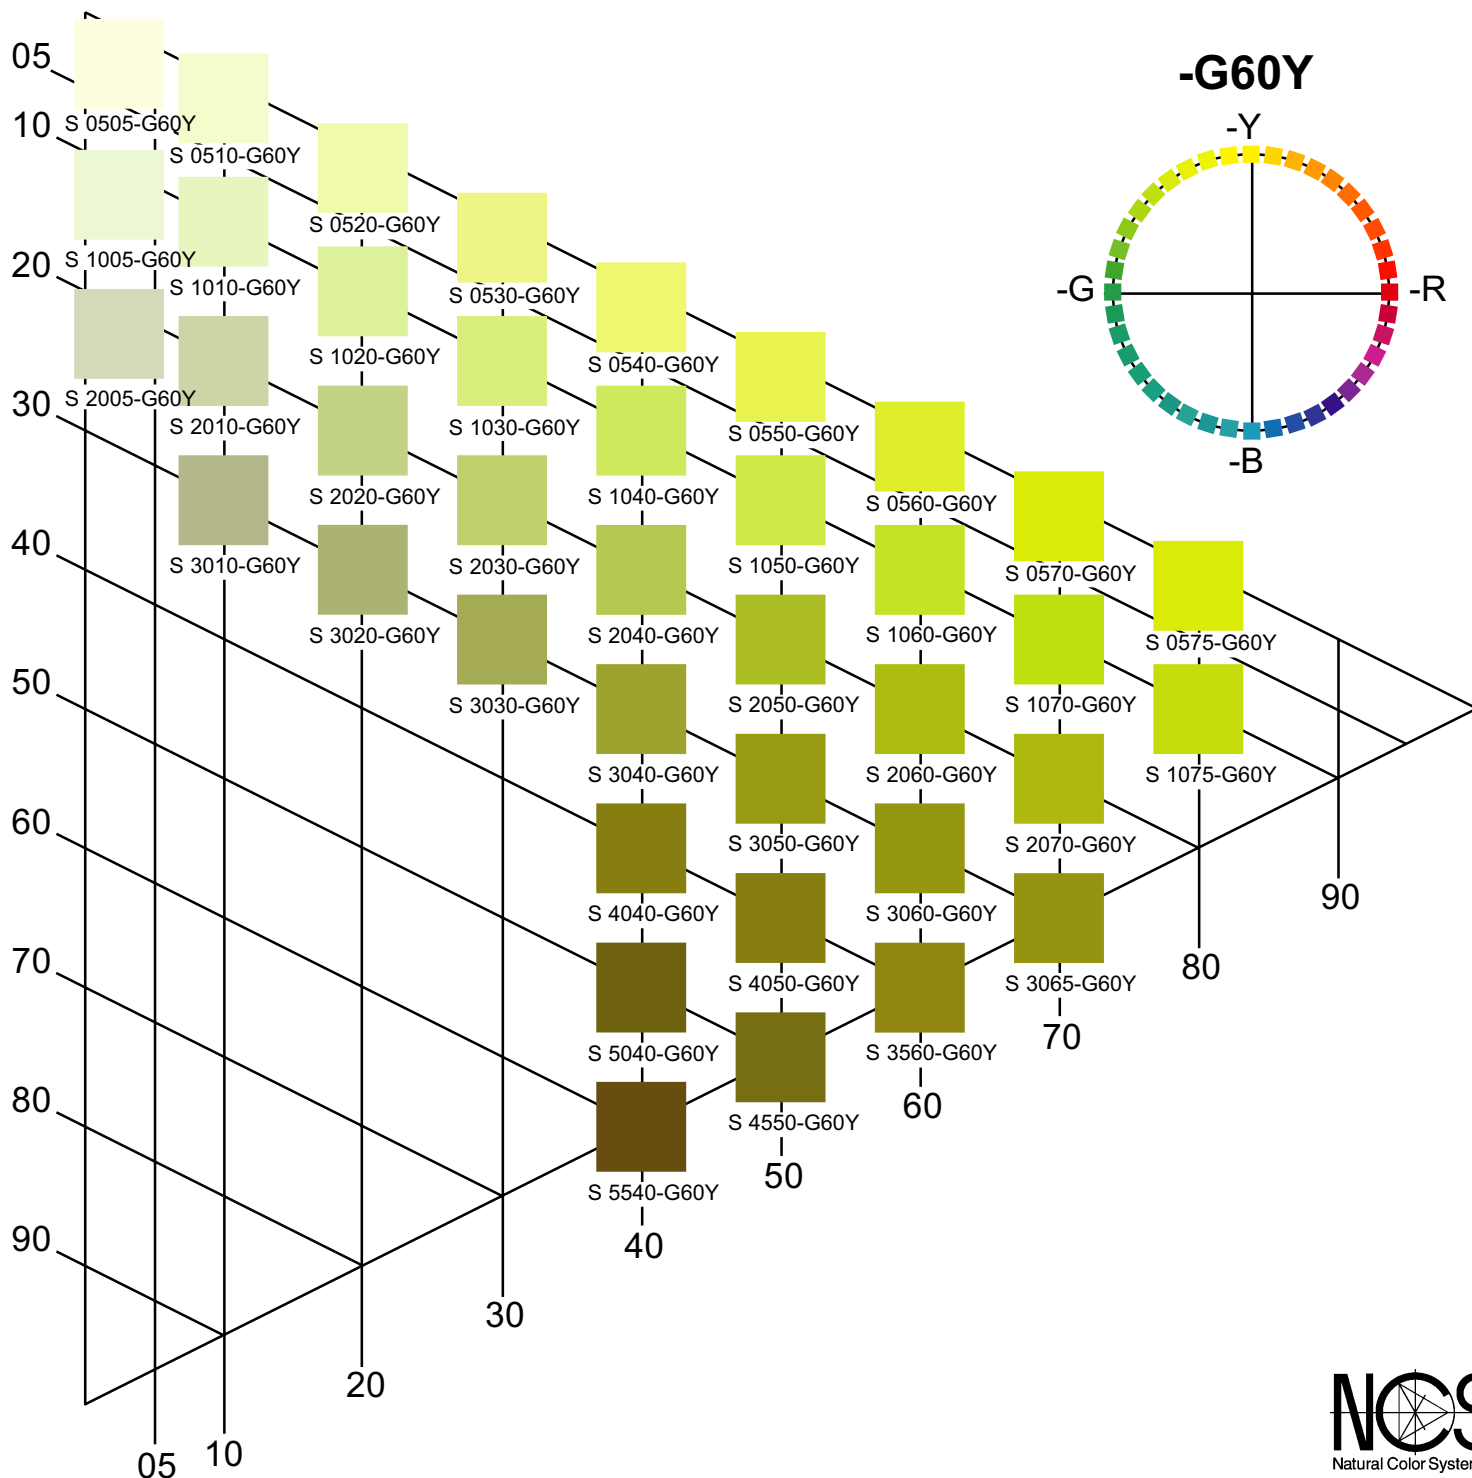 -G60Y
-Y
-G
-R
-B
05
10
20
30
40
50
60
70
80
90
S 0505-G60Y
S 0510-G60Y
S 0520-G60Y
S 0530-G60Y
S 0540-G60Y
S 0550-G60Y
S 0560-G60Y
S 0570-G60Y
S 0575-G60Y
S 1005-G60Y
S 1010-G60Y
S 1020-G60Y
S 1030-G60Y
S 1040-G60Y
S 1050-G60Y
S 1060-G60Y
S 1070-G60Y
S 1075-G60Y
S 2005-G60Y
S 2010-G60Y
S 2020-G60Y
S 2030-G60Y
S 2040-G60Y
S 2050-G60Y
S 2060-G60Y
S 2070-G60Y
S 3010-G60Y
S 3020-G60Y
S 3030-G60Y
S 3040-G60Y
S 3050-G60Y
S 3060-G60Y
S 3065-G60Y
S 4040-G60Y
S 4050-G60Y
S 3560-G60Y
S 5040-G60Y
S 4550-G60Y
S 5540-G60Y
05
10
20
30
40
50
60
70
80
90
NCS
Natural Color System